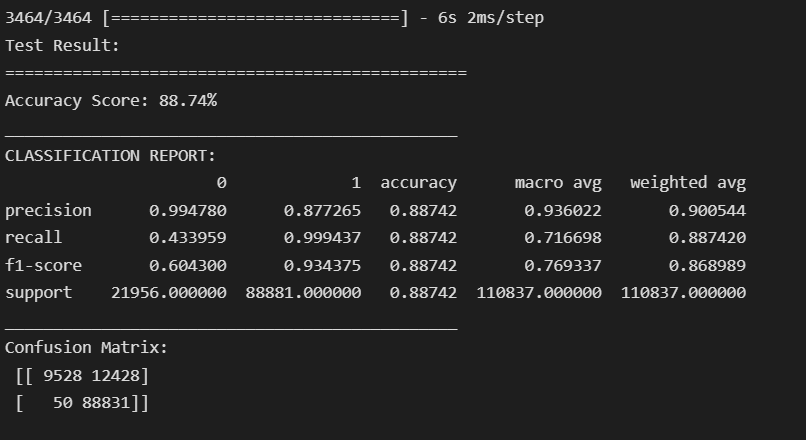 3464/3464 [==============================] - 6s 2ms/step
Test Result:
================================================
Accuracy Score: 88.74%
_______________________________________________
CLASSIFICATION REPORT:
                      0             1  accuracy      macro avg   weighted avg
precision      0.994780      0.877265   0.88742       0.936022       0.900544
recall         0.433959      0.999437   0.88742       0.716698       0.887420
f1-score       0.604300      0.934375   0.88742       0.769337       0.868989
support    21956.000000  88881.000000   0.88742  110837.000000  110837.000000
_______________________________________________
Confusion Matrix:
 [[ 9528 12428]
 [   50 88831]]